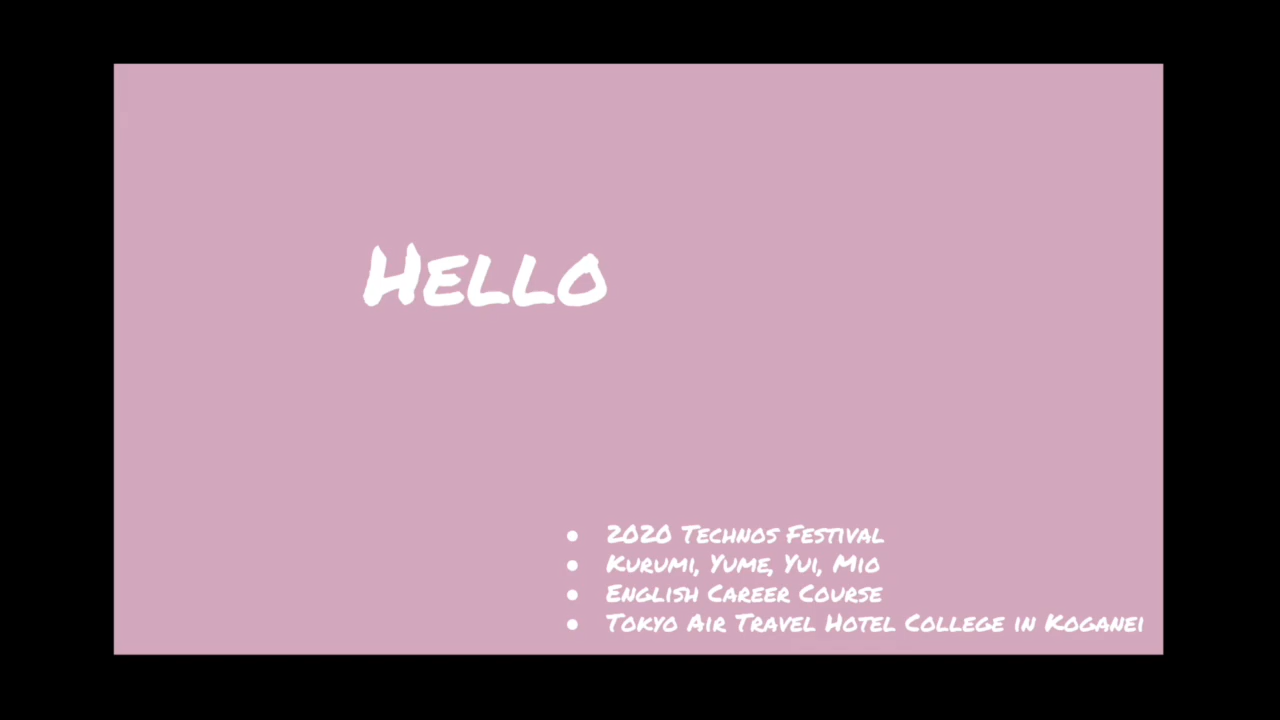 Hello
● 2020 Technos Festival
● Kurumi, Yume, Yui, Mio
● English Career Course
● Tokyo Air Travel Hotel College in Koganei